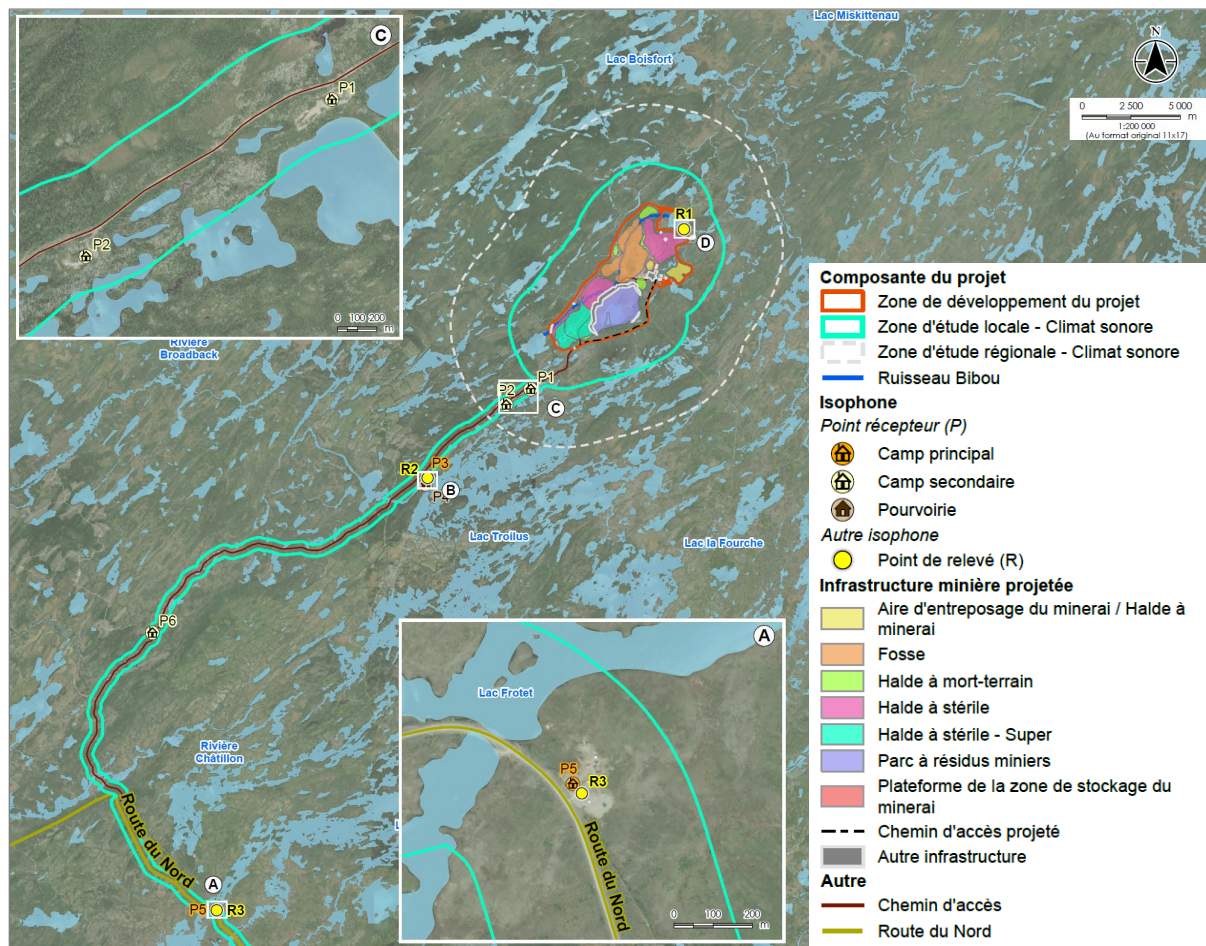 C
P1
P2
0 100 200
m
Lac Miskittenau
Lac Boisfort
N
0 2 500 5 000
m
1:200 000
(Au format original 11x17)
R1
D
Rivière
Broadback
P1
P2
C
R2
P3
B
Lac Troilus
Lac la Fourche
P6
Rivière
Châtillon
Route du Nord
A
P5
R3
A
Lac Frotet
P5
R3
Route du Nord
0 100 200
m
Composante du projet
Zone de développement du projet
Zone d'étude locale - Climat sonore
Zone d'étude régionale - Climat sonore
Ruisseau Bibou
Isophone
Point récepteur (P)
Camp principal
Camp secondaire
Pourvoirie
Autre isophone
Point de relevé (R)
Infrastructure minière projetée
Aire d'entreposage du minerai / Halde à
minerai
Fosse
Halde à mort-terrain
Halde à stérile
Halde à stérile - Super
Parc à résidus miniers
Plateforme de la zone de stockage du
minerai
Chemin d'accès projeté
Autre infrastructure
Autre
Chemin d'accès
Route du Nord